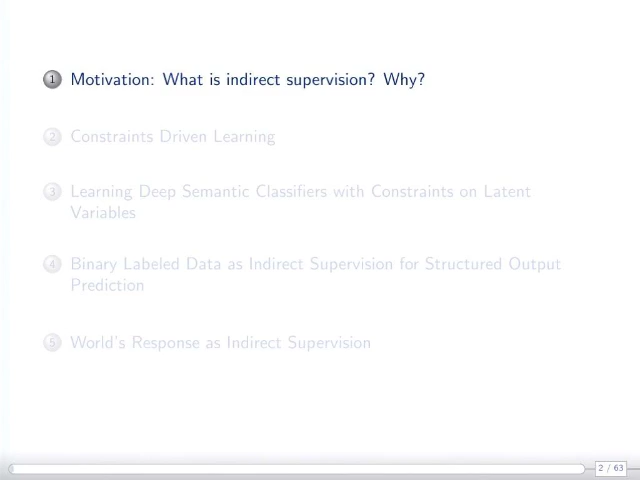 1 Motivation: What is indirect supervision? Why?
2 Constraints Driven Learning
3 Learning Deep Semantic Classifiers with Constraints on Latent
Variables
4 Binary Labeled Data as Indirect Supervision for Structured Output
Prediction
5 World's Response as Indirect Supervision
2 / 63